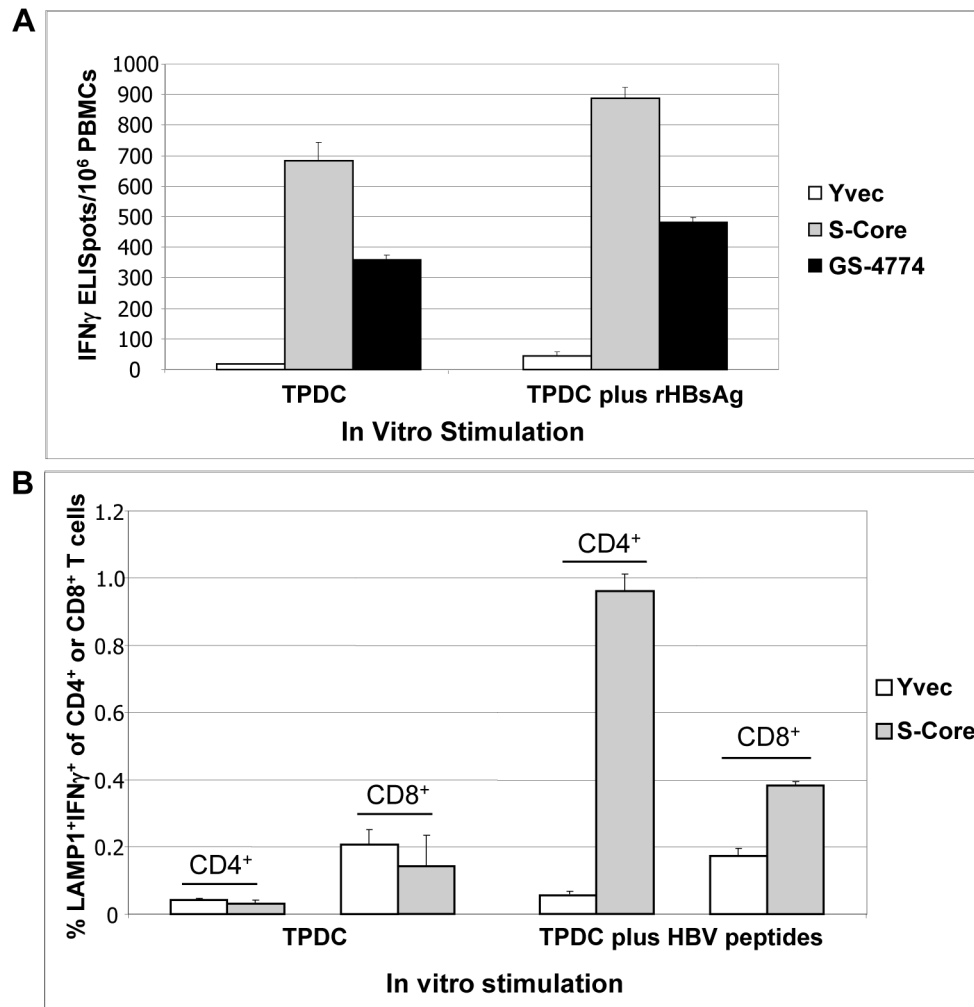 A
IFNγ ELISpots/10⁶ PBMCs
1000
900
800
700
600
500
400
300
200
100
0
TPDC
TPDC plus rHBsAg
In Vitro Stimulation
Yvec
S-Core
GS-4774
B
% LAMP1⁺IFNγ⁺ of CD4⁺ or CD8⁺ T cells
1.2
1.0
0.8
0.6
0.4
0.2
0
CD4⁺
CD8⁺
CD4⁺
CD8⁺
TPDC
TPDC plus HBV peptides
In vitro stimulation
Yvec
S-Core